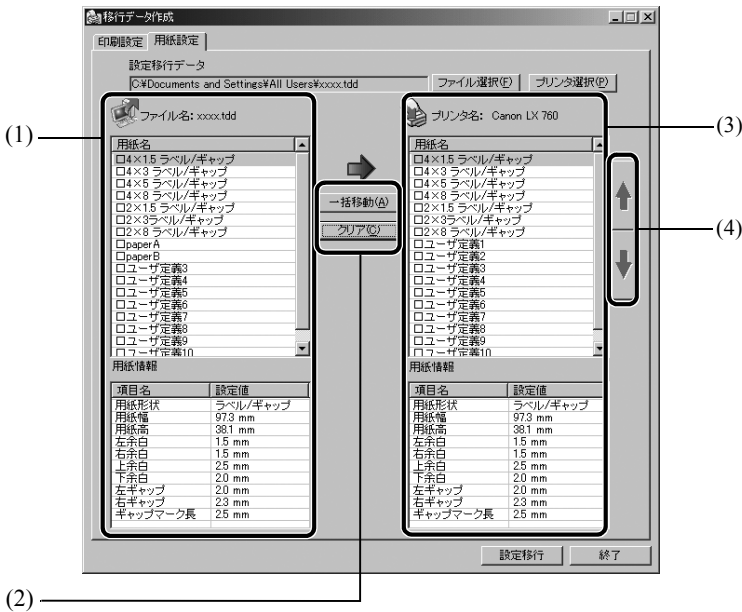 移行データ作成
印刷設定 用紙設定
設定移行データ
C:¥Documents and Settings¥All Users¥xxxx.tdd ファイル選択(F) プリンタ選択(P)
(1)
ファイル名: xxxx.tdd
用紙名
4×1.5 ラベル/ギャップ
4×3 ラベル/ギャップ
4×5 ラベル/ギャップ
4×8 ラベル/ギャップ
2×1.5 ラベル/ギャップ
2×3ラベル/ギャップ
2×8 ラベル/ギャップ
paperA
paperB
ユーザ定義3
ユーザ定義4
ユーザ定義5
ユーザ定義6
ユーザ定義7
ユーザ定義8
ユーザ定義9
ユーザ定義10
用紙情報
項目名 設定値
用紙形状 ラベル/ギャップ
用紙幅 97.3 mm
用紙高 38.1 mm
左余白 1.5 mm
右余白 1.5 mm
上余白 2.5 mm
下余白 2.0 mm
左ギャップ 2.0 mm
右ギャップ 2.3 mm
ギャップマーク長 2.5 mm
一括移動(A)
クリア(C)
(2)
プリンタ名: Canon LX 760
(3)
用紙名
4×1.5 ラベル/ギャップ
4×3 ラベル/ギャップ
4×5 ラベル/ギャップ
4×8 ラベル/ギャップ
2×1.5 ラベル/ギャップ
2×3ラベル/ギャップ
2×8 ラベル/ギャップ
ユーザ定義1
ユーザ定義2
ユーザ定義3
ユーザ定義4
ユーザ定義5
ユーザ定義6
ユーザ定義7
ユーザ定義8
ユーザ定義9
ユーザ定義10
用紙情報
項目名 設定値
用紙形状 ラベル/ギャップ
用紙幅 97.3 mm
用紙高 38.1 mm
左余白 1.5 mm
右余白 1.5 mm
上余白 2.5 mm
下余白 2.0 mm
左ギャップ 2.0 mm
右ギャップ 2.3 mm
ギャップマーク長 2.5 mm
(4)
設定移行 終了